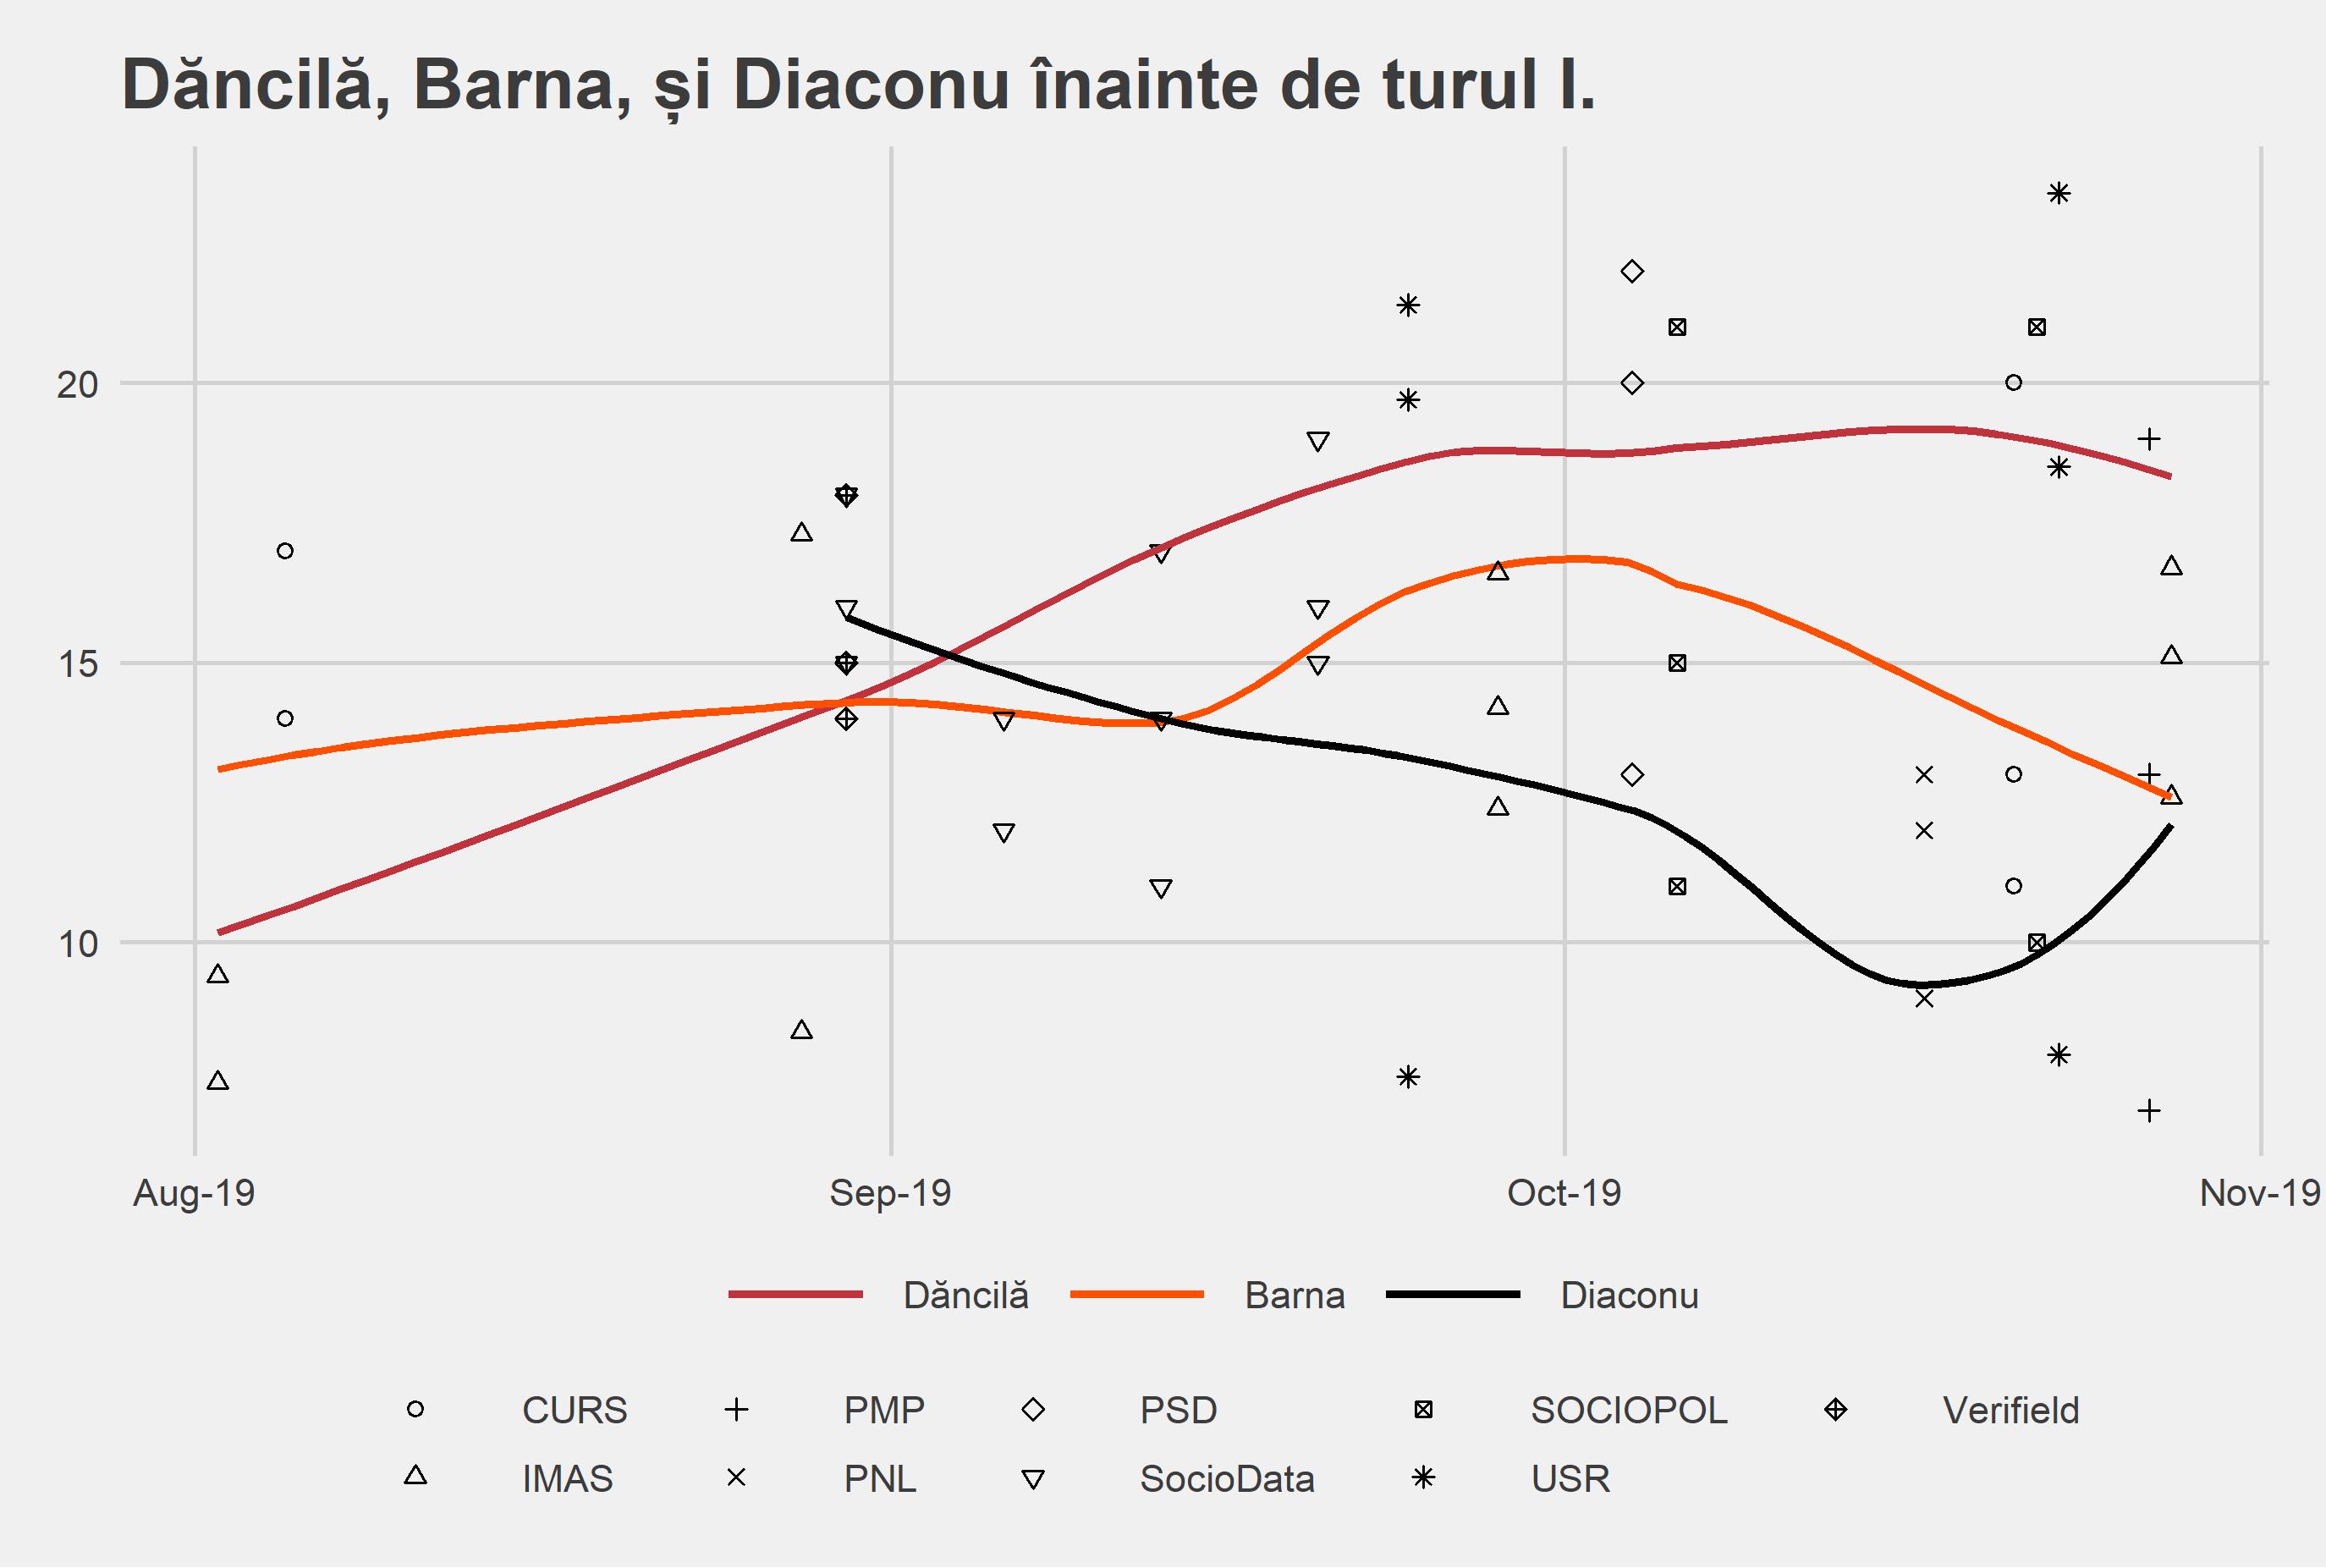 Dăncilă, Barna, și Diaconu înainte de turul I.
20
15
10
Aug-19 Sep-19 Oct-19 Nov-19
Dăncilă Barna Diaconu
CURS PMP PSD SOCIOPOL Verifield
IMAS PNL SocioData USR